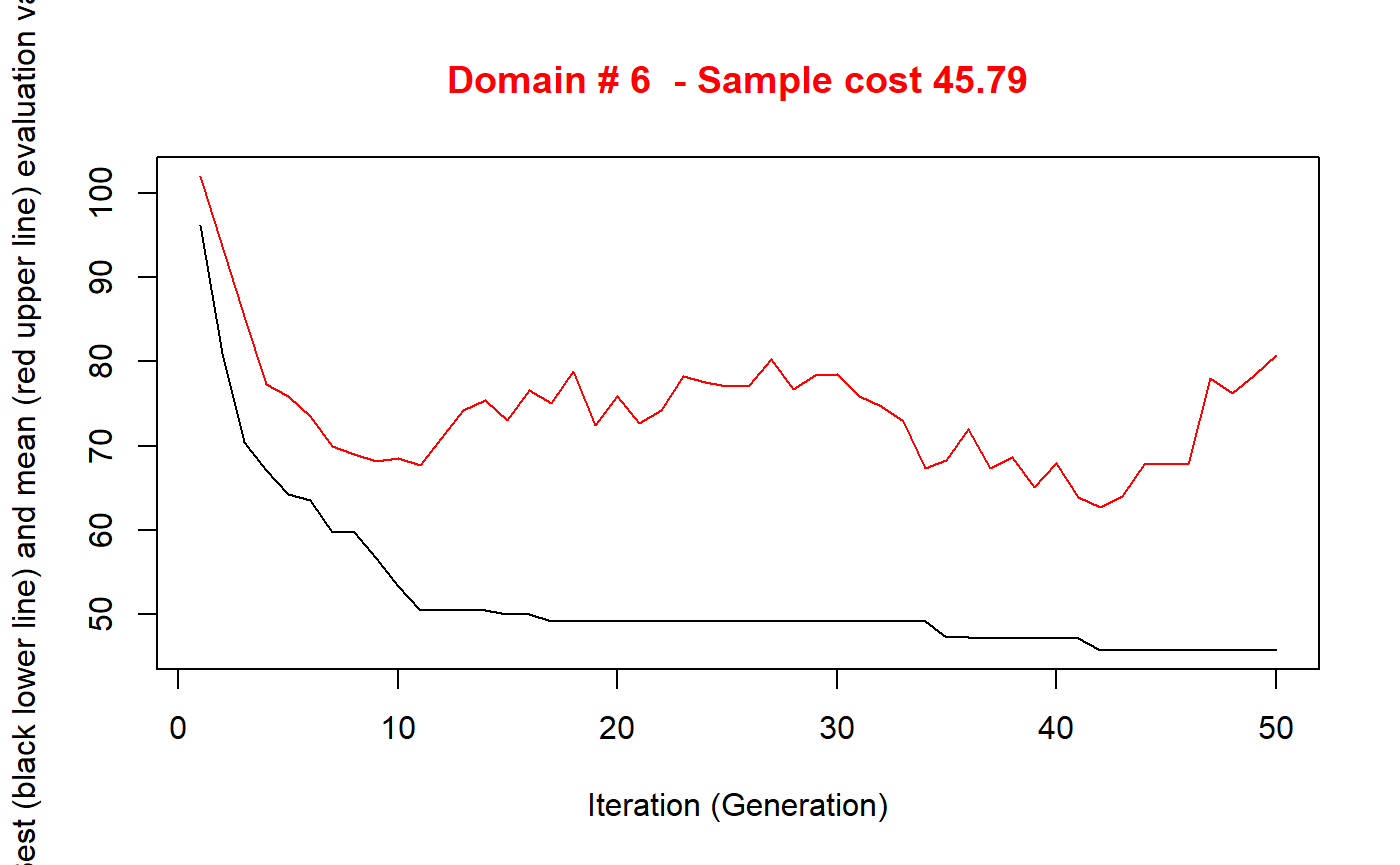 Domain # 6  - Sample cost 45.79
est (black lower line) and mean (red upper line) evaluation va
100
90
80
70
60
50
0 10 20 30 40 50
Iteration (Generation)